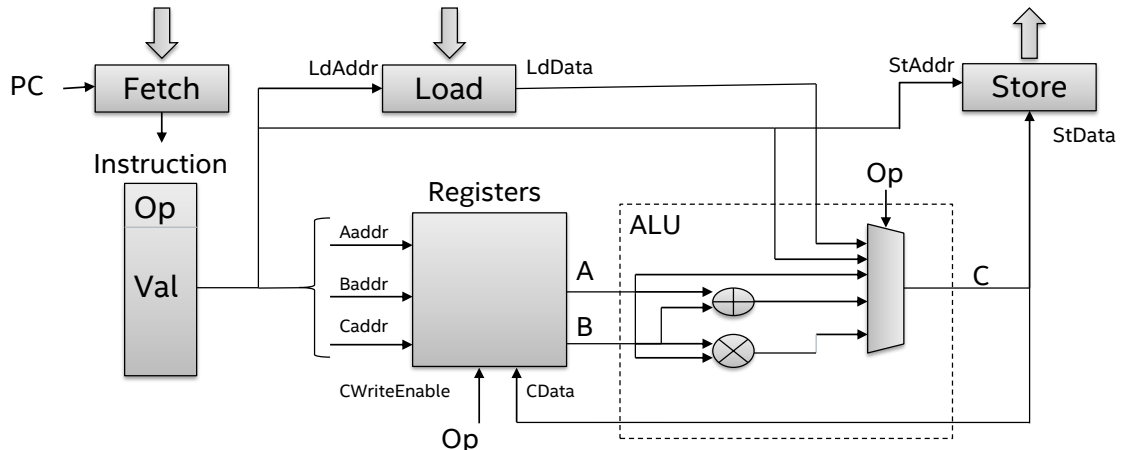 PC
Fetch
LdAddr
Load
LdData
StAddr
Store
StData
Instruction
Op
Val
Registers
Aaddr
Baddr
Caddr
A
B
ALU
Op
C
CWriteEnable
CData
Op